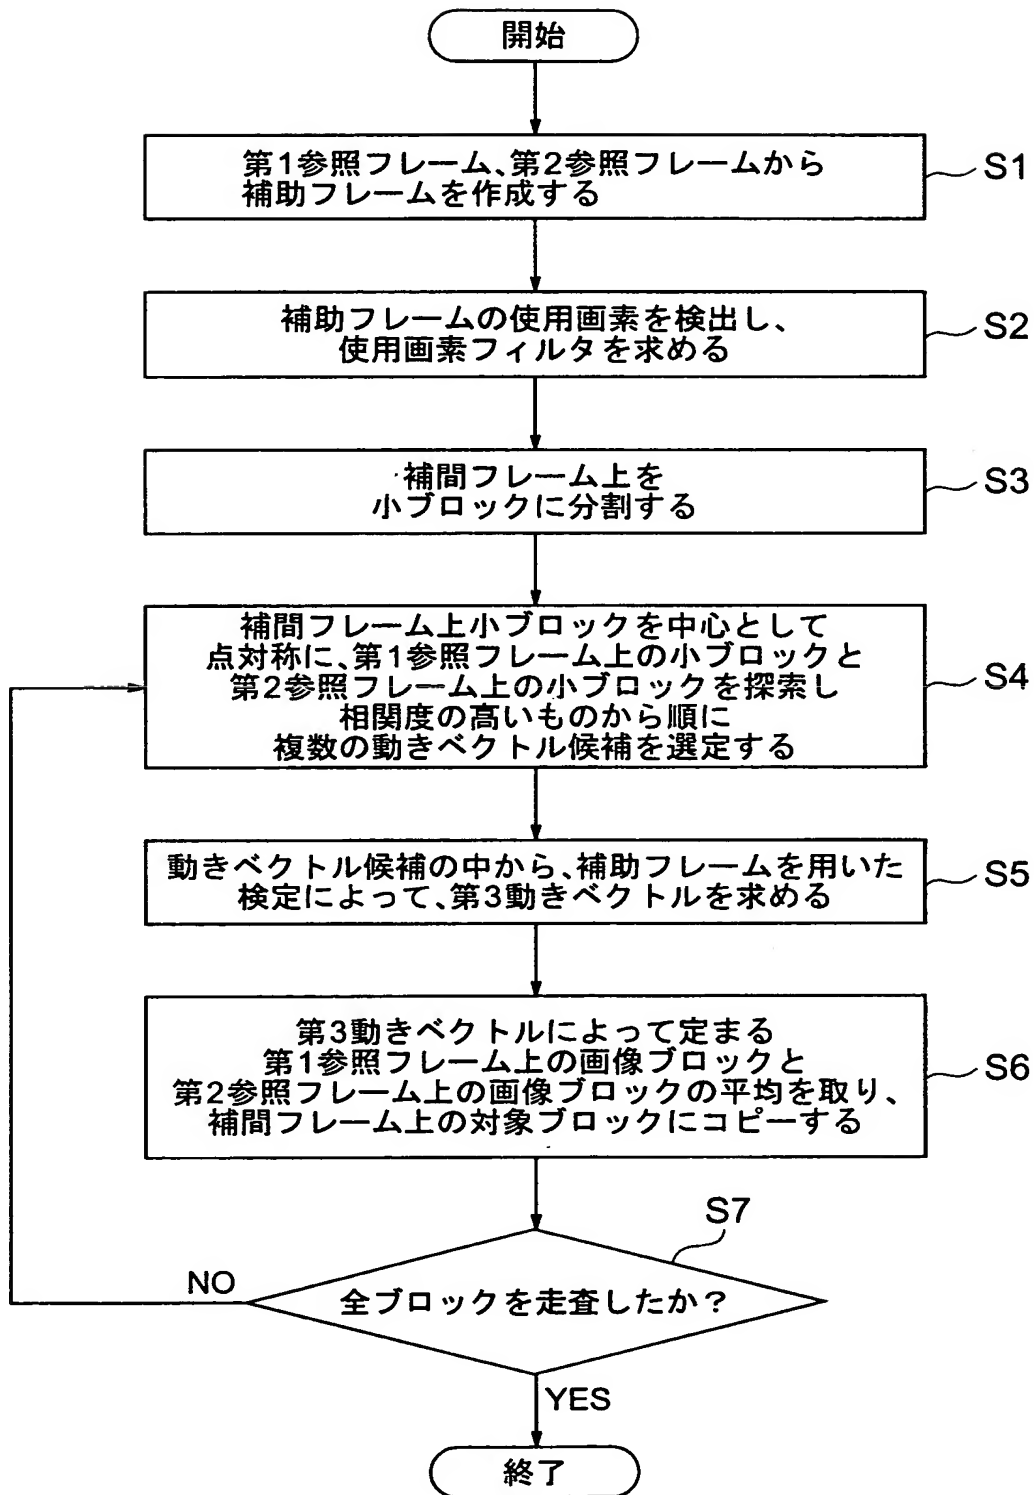 開始
第1参照フレーム、第2参照フレームから
補助フレームを作成する
S1
補助フレームの使用画素を検出し、
使用画素フィルタを求める
S2
補間フレーム上を
小ブロックに分割する
S3
補間フレーム上小ブロックを中心として
点対称に、第1参照フレーム上の小ブロックと
第2参照フレーム上の小ブロックを探索し
相関度の高いものから順に
複数の動きベクトル候補を選定する
S4
動きベクトル候補の中から、補助フレームを用いた
検定によって、第3動きベクトルを求める
S5
第3動きベクトルによって定まる
第1参照フレーム上の画像ブロックと
第2参照フレーム上の画像ブロックの平均を取り、
補間フレーム上の対象ブロックにコピーする
S6
S7
NO
全ブロックを走査したか？
YES
終了